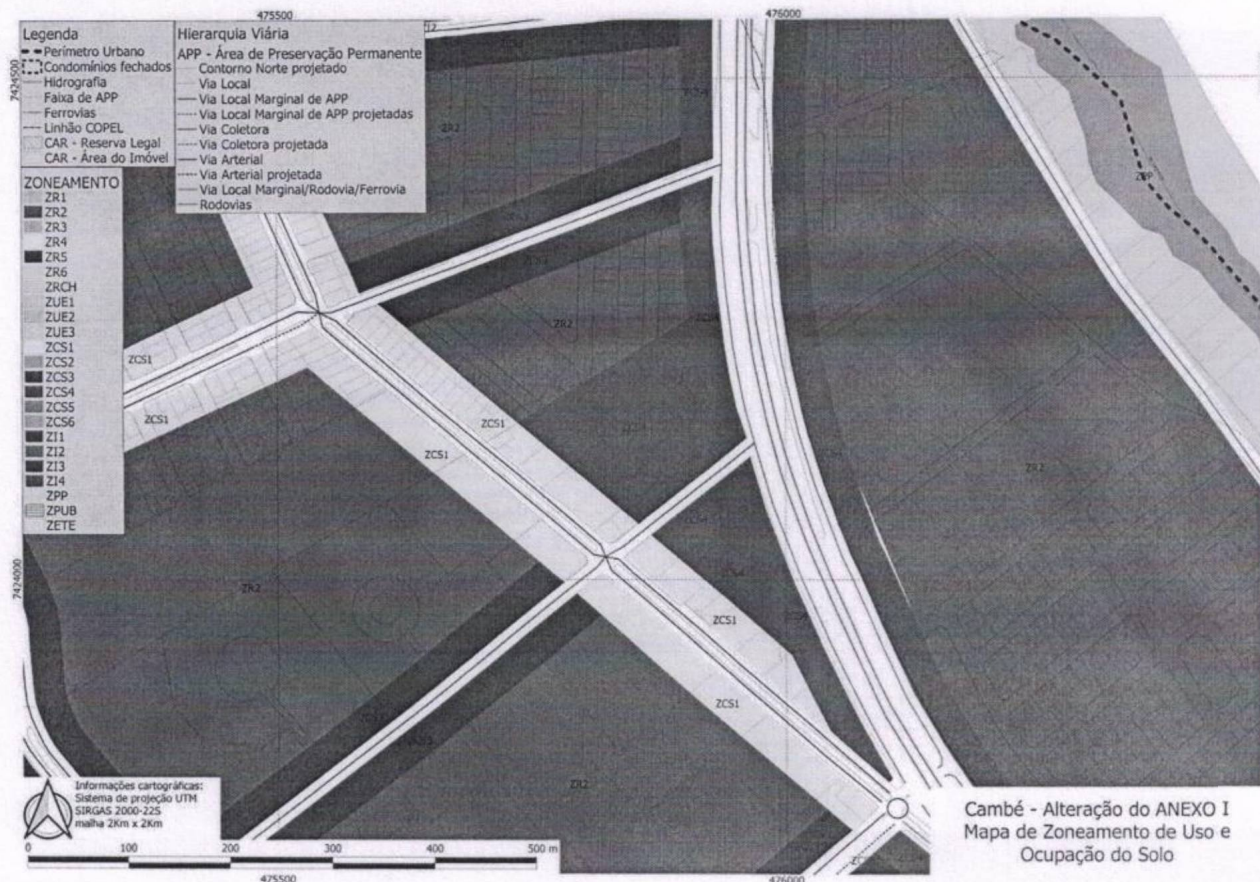 475500
476000
7424500
7424000
Legenda
Perímetro Urbano
Condomínios fechados
Hidrografia
Faixa de APP
Ferrovias
Linhão COPEL
CAR - Reserva Legal
CAR - Área do Imóvel
Hierarquia Viária
APP - Área de Preservação Permanente
Contorno Norte projetado
Via Local
Via Local Marginal de APP
Via Local Marginal de APP projetadas
Via Coletora
Via Coletora projetada
Via Arterial
Via Arterial projetada
Via Local Marginal/Rodovia/Ferrovia
Rodovias
ZONEAMENTO
ZR1
ZR2
ZR3
ZR4
ZR5
ZR6
ZRCH
ZUE1
ZUE2
ZUE3
ZCS1
ZCS2
ZCS3
ZCS4
ZCS5
ZCS6
ZI1
ZI2
ZI3
ZI4
ZPP
ZPUB
ZETE
ZR2
ZPP
ZR2
ZCS1
ZCS1
ZCS1
ZCS1
ZR2
ZR2
ZCS1
ZCS1
ZR2
Informações cartográficas:
Sistema de projeção UTM
SIRGAS 2000-22S
malha 2Km x 2Km
0 100 200 300 400 500 m
475500
476000
Cambé - Alteração do ANEXO I
Mapa de Zoneamento de Uso e
Ocupação do Solo